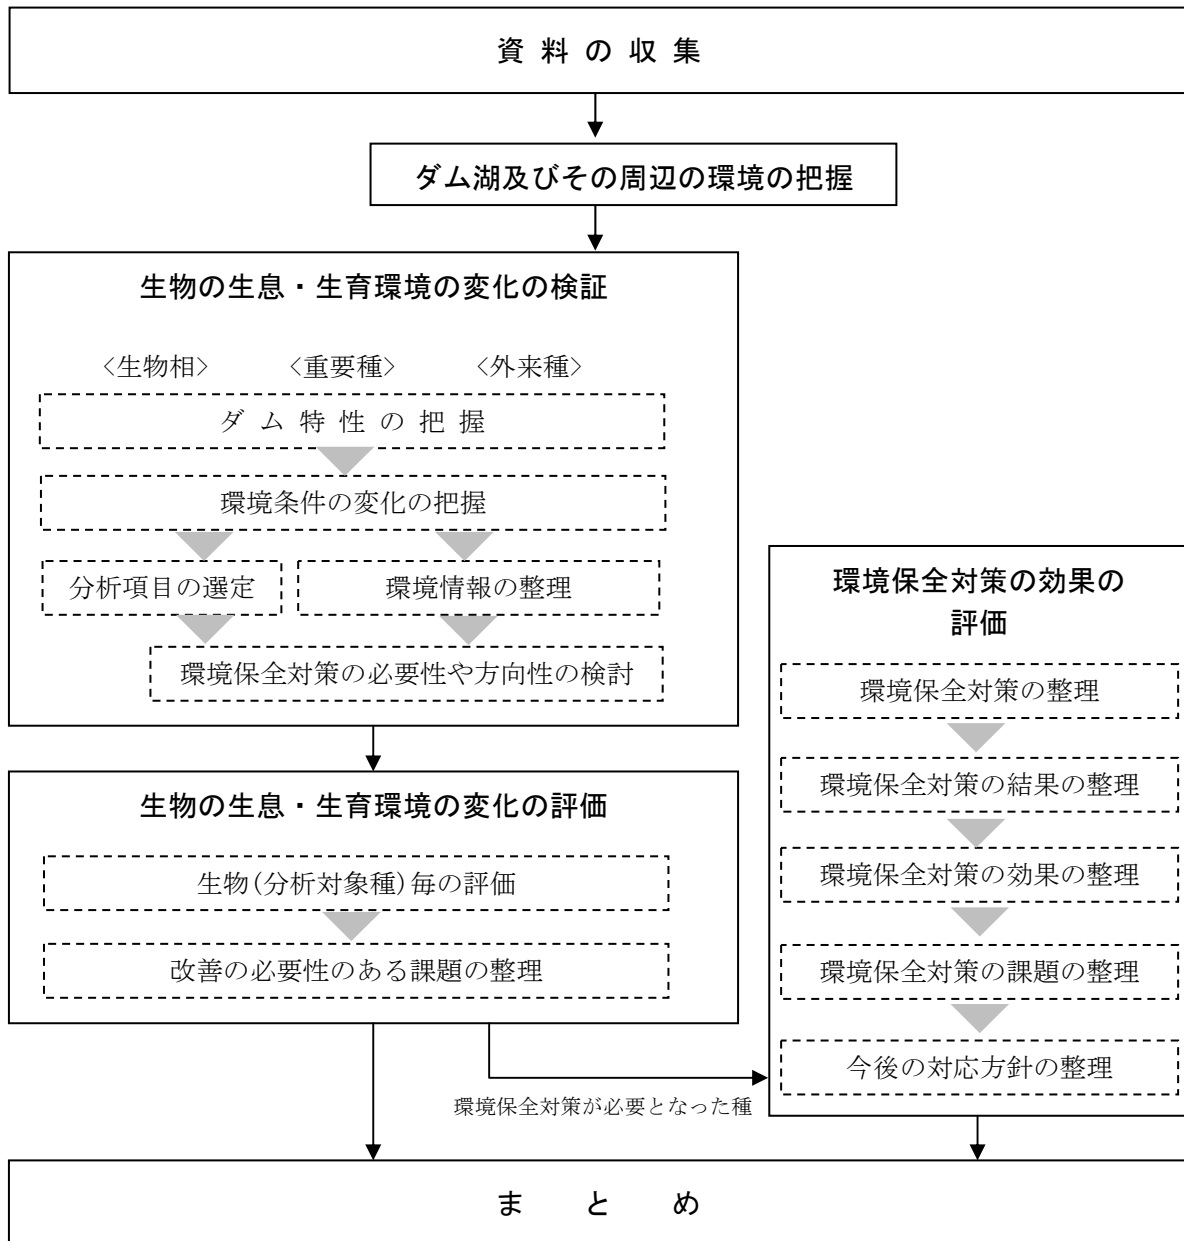 資料の収集
ダム湖及びその周辺の環境の把握
生物の生息・生育環境の変化の検証
<生物相> <重要種> <外来種>
ダム特性の把握
環境条件の変化の把握
分析項目の選定 環境情報の整理
環境保全対策の必要性や方向性の検討
生物の生息・生育環境の変化の評価
生物(分析対象種)毎の評価
改善の必要性のある課題の整理
環境保全対策が必要となった種
環境保全対策の効果の
評価
環境保全対策の整理
環境保全対策の結果の整理
環境保全対策の効果の整理
環境保全対策の課題の整理
今後の対応方針の整理
まとめ